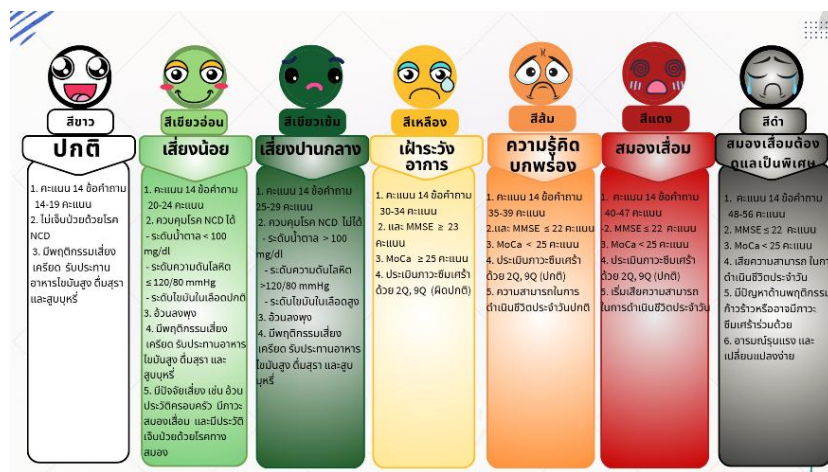 สีขาว
ปกติ
1. คะแนน 14 ข้อคำถาม
14-19 คะแนน
2. ไม่เจ็บป่วยด้วยโรค
NCD
3. มีพฤติกรรมเสี่ยง
เครียด รับประทาน
อาหารไขมันสูง ดื่มสุรา
และสูบบุหรี่
สีเขียวอ่อน
เสี่ยงน้อย
1. คะแนน 14 ข้อคำถาม
20-24 คะแนน
2. ควบคุมโรค NCD ได้
- ระดับน้ำตาล < 100
mg/dl
- ระดับความดันโลหิต
≤ 120/80 mmHg
- ระดับไขมันในเลือดปกติ
3. อ้วนลงพุง
4. มีพฤติกรรมเสี่ยง
เครียด รับประทานอาหาร
ไขมันสูง ดื่มสุรา และ
สูบบุหรี่
5. มีปัจจัยเสี่ยง เช่น อ้วน
ประวัติครอบครัว มีภาวะ
สมองเสื่อม และมีประวัติ
เจ็บป่วยด้วยโรคทาง
สมอง
สีเขียวเข้ม
เสี่ยงปานกลาง
1. คะแนน 14 ข้อคำถาม
25-29 คะแนน
2. ควบคุมโรค NCD ไม่ได้
- ระดับน้ำตาล > 100
mg/dl
- ระดับความดันโลหิต
>120/80 mmHg
- ระดับไขมันในเลือดสูง
3. อ้วนลงพุง
4. มีพฤติกรรมเสี่ยง
เครียด รับประทานอาหาร
ไขมันสูง ดื่มสุรา และสูบ
บุหรี่
สีเหลือง
เฝ้าระวัง
อาการ
1. คะแนน 14 ข้อคำถาม
30-34 คะแนน
2. และ MMSE ≥ 23
คะแนน
3. MoCa ≥ 25 คะแนน
4. ประเมินภาวะซึมเศร้า
ด้วย 2Q, 9Q (ผิดปกติ)
สีส้ม
ความรู้คิด
บกพร่อง
1. คะแนน 14 ข้อคำถาม
35-39 คะแนน
2.และ MMSE ≤ 22 คะแนน
3. MoCa < 25 คะแนน
4. ประเมินภาวะซึมเศร้า
ด้วย 2Q, 9Q (ปกติ)
5. ความสามารถในการ
ดำเนินชีวิตประจำวันปกติ
สีแดง
สมองเสื่อม
1. คะแนน 14 ข้อคำถาม
40-47 คะแนน
-2. MMSE ≤ 22 คะแนน
3. MoCa < 25 คะแนน
4. ประเมินภาวะซึมเศร้า
ด้วย 2Q, 9Q (ปกติ)
5. เริ่มเสียความสามารถ
ในการดำเนินชีวิตประจำวัน
สีดำ
สมองเสื่อมต้อง
ดูแลเป็นพิเศษ
1. คะแนน 14 ข้อคำถาม
48-56 คะแนน
2. MMSE ≤ 22 คะแนน
3. MoCa < 25 คะแนน
4. เสียความสามารถ ในการ
ดำเนินชีวิตประจำวัน
5. มีปัญหาด้านพฤติกรรม
ก้าวร้าวหรืออาจมีภาวะ
ซึมเศร้าร่วมด้วย
6. อารมณ์รุนแรง และ
เปลี่ยนแปลงง่าย